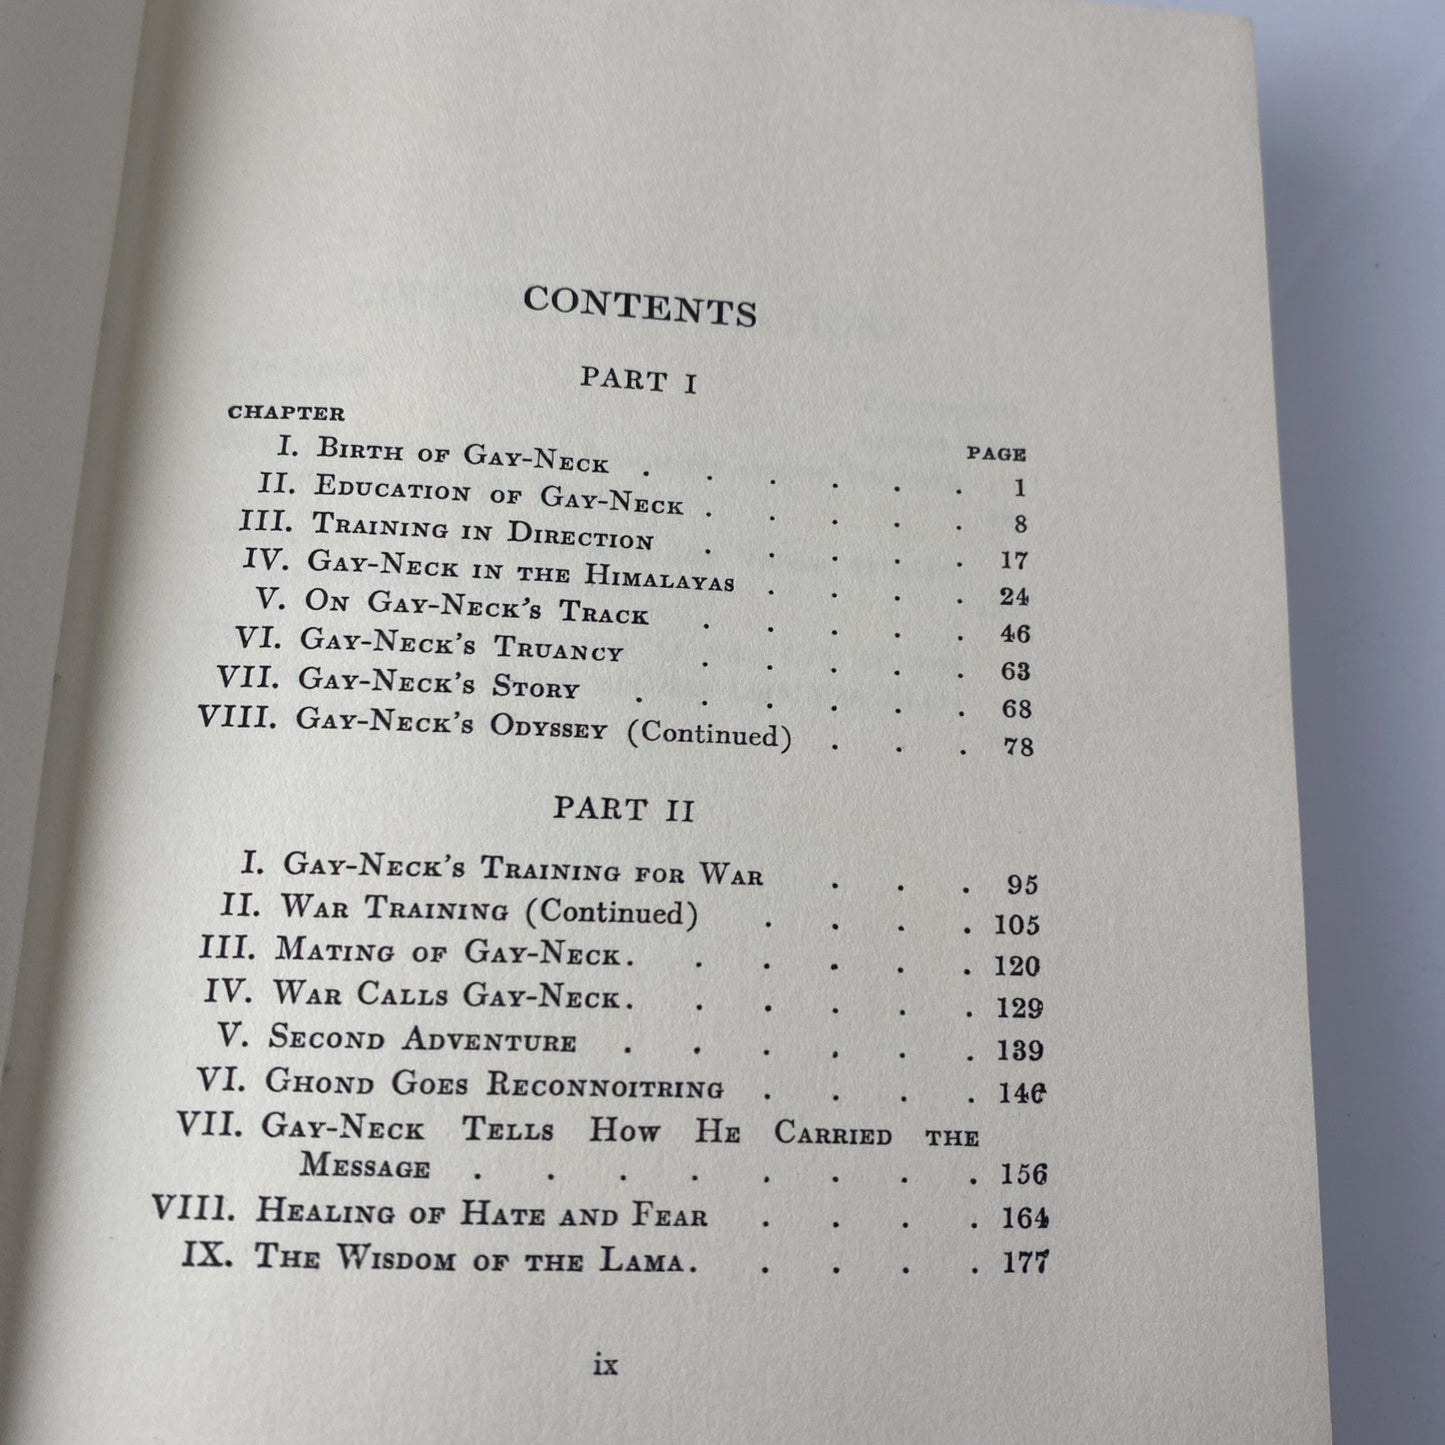 CONTENTS
PART I
CHAPTER PAGE
I. BIRTH OF GAY-NECK . . . . . . 1
II. EDUCATION OF GAY-NECK . . . . . 8
III. TRAINING IN DIRECTION . . . . . 17
IV. GAY-NECK IN THE HIMALAYAS . . . . 24
V. ON GAY-NECK'S TRACK . . . . . 46
VI. GAY-NECK'S TRUANCY . . . . . 63
VII. GAY-NECK'S STORY . . . . . . 68
VIII. GAY-NECK'S ODYSSEY (Continued) . . . 78
PART II
I. GAY-NECK'S TRAINING FOR WAR . . . 95
II. WAR TRAINING (Continued) . . . . 105
III. MATING OF GAY-NECK. . . . . . 120
IV. WAR CALLS GAY-NECK. . . . . . 129
V. SECOND ADVENTURE . . . . . . 139
VI. GHOND GOES RECONNOITRING . . . . 146
VII. GAY-NECK TELLS HOW HE CARRIED THE
MESSAGE . . . . . . . . 156
VIII. HEALING OF HATE AND FEAR . . . . 164
IX. THE WISDOM OF THE LAMA. . . . . 177
ix